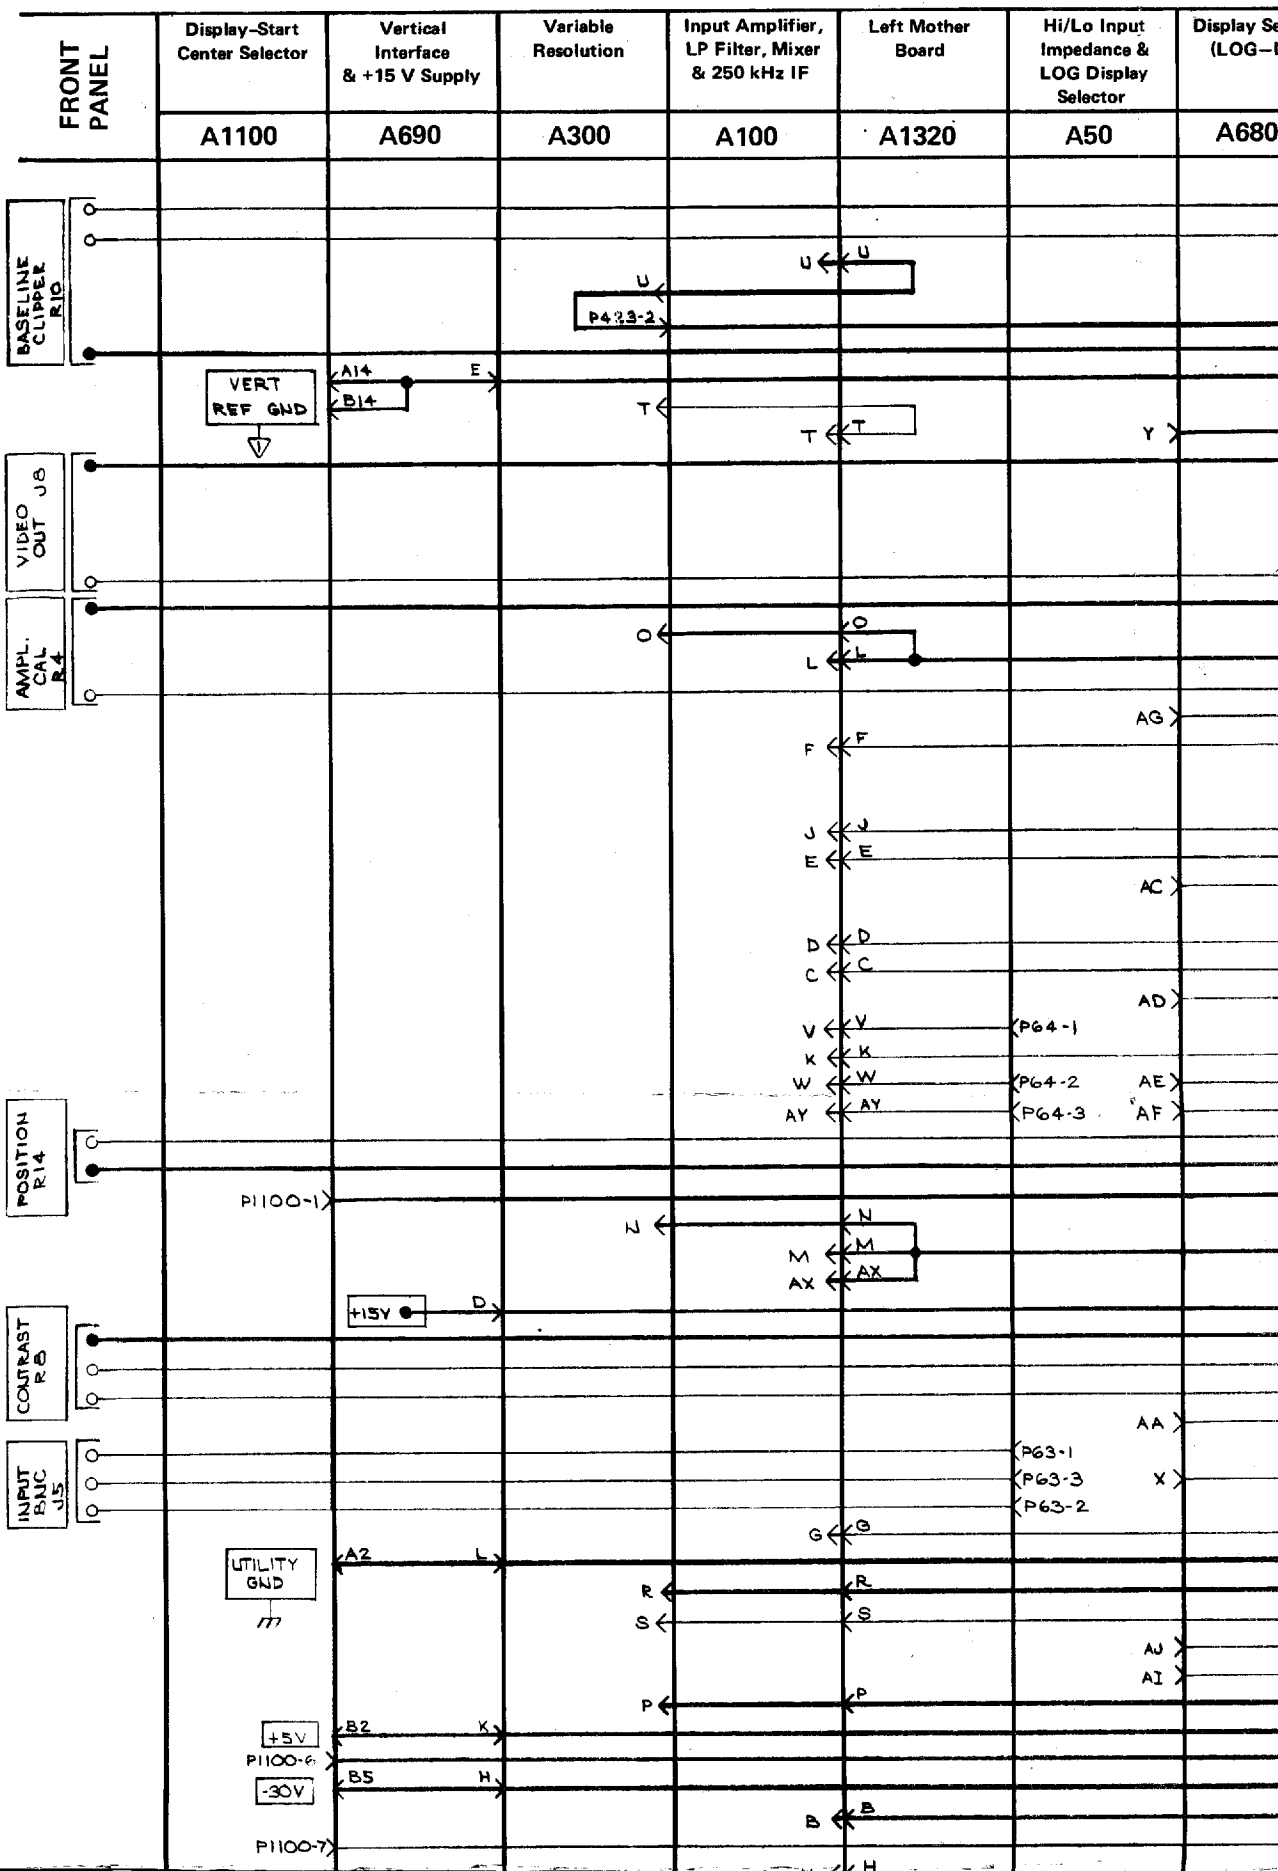 FRONT
PANEL
Display-Start
Center Selector
Vertical
Interface
& +15 V Supply
Variable
Resolution
Input Amplifier,
LP Filter, Mixer
& 250 kHz IF
Left Mother
Board
Hi/Lo Input
Impedance &
LOG Display
Selector
Display Se
(LOG-L
A1100
A690
A300
A100
A1320
A50
A680
BASELINE
CLIPPER
R10
U U
U
P423-2
VERT
REF GND
1
A14 E
B14
T
T T
Y
VIDEO
OUT J8
AMPL.
CAL
R4
O O
L L
AG
F F
J J
E E
AC
D D
C C
AD
V V P64-1
K K
W W P64-2 AE
AY AY P64-3 AF
POSITION
R14
P1100-1
N N
M M
AX AX
+15V D
CONTRAST
R8
AA
INPUT
BNC
J5
P63-1
P63-3 X
P63-2
G G
UTILITY
GND
A2 L
R R
S S
AJ
AI
P P
+5V B2 K
P1100-6
-30V B5 H
B B
P1100-7
H